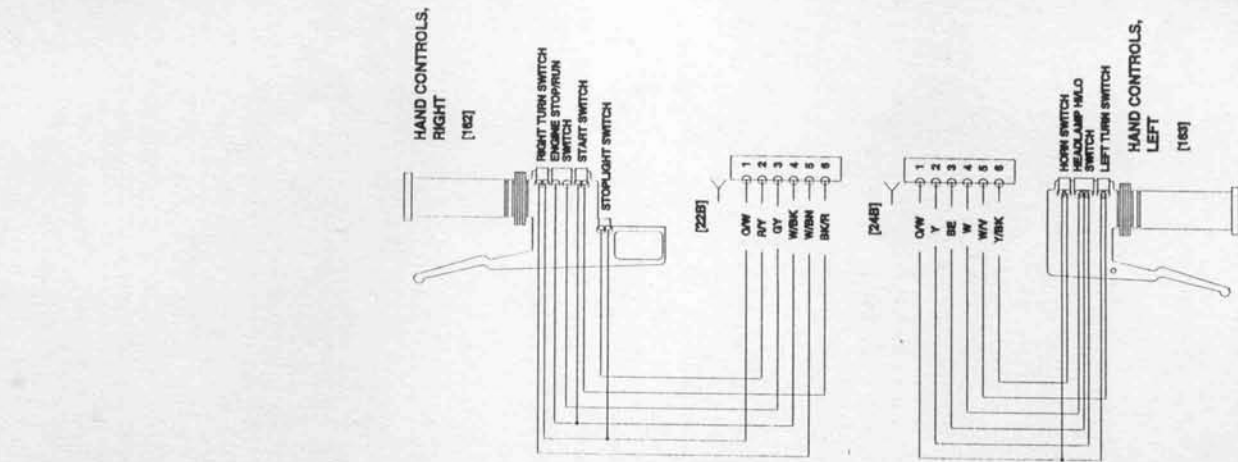 HAND CONTROLS,
RIGHT
[162]
RIGHT TURN SWITCH
ENGINE STOP/RUN
SWITCH
START SWITCH
STOPLIGHT SWITCH
[22B]
1
2
3
4
5
6
O/W
R/Y
GY
W/BK
W/BN
BK/R
[24B]
1
2
3
4
5
6
O/W
Y
BE
W
W/V
Y/BK
HORN SWITCH
HEADLAMP HI/LO
SWITCH
LEFT TURN SWITCH
HAND CONTROLS,
LEFT
[163]